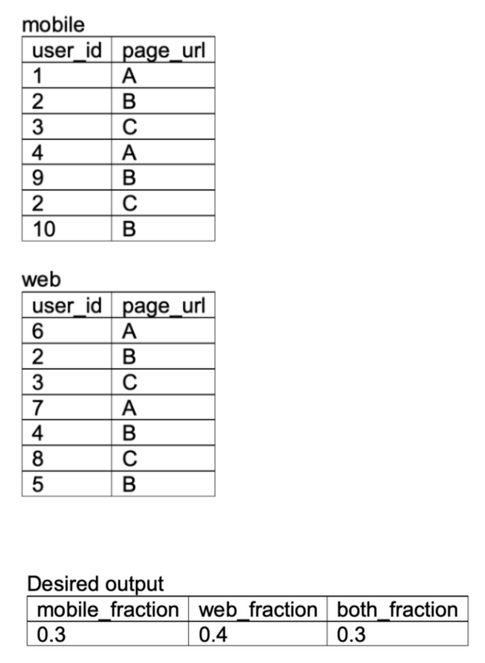 mobile
user_id page_url
1 A
2 B
3 C
4 A
9 B
2 C
10 B
web
user_id page_url
6 A
2 B
3 C
7 A
4 B
8 C
5 B
Desired output
mobile_fraction web_fraction both_fraction
0.3 0.4 0.3